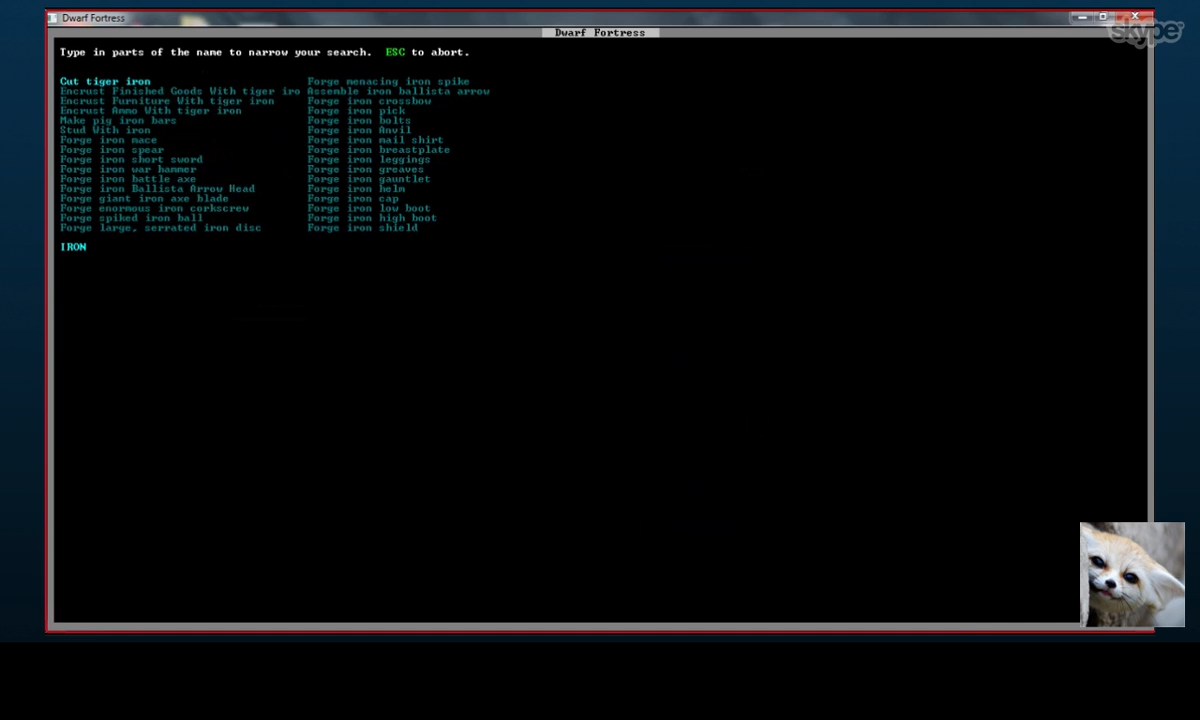 Dwarf Fortress
skype
Dwarf Fortress
Type in parts of the name to narrow your search. ESC to abort.
Cut tiger iron
Encrust Finished Goods With tiger iro
Encrust Furniture With tiger iron
Encrust Ammo With tiger iron
Make pig iron bars
Stud With iron
Forge iron mace
Forge iron spear
Forge iron short sword
Forge iron war hammer
Forge iron battle axe
Forge iron Ballista Arrow Head
Forge giant iron axe blade
Forge enormous iron corkscrew
Forge spiked iron ball
Forge large, serrated iron disc
Forge menacing iron spike
Assemble iron ballista arrow
Forge iron crossbow
Forge iron pick
Forge iron bolts
Forge iron Anvil
Forge iron mail shirt
Forge iron breastplate
Forge iron leggings
Forge iron greaves
Forge iron gauntlet
Forge iron helm
Forge iron cap
Forge iron low boot
Forge iron high boot
Forge iron shield
IRON